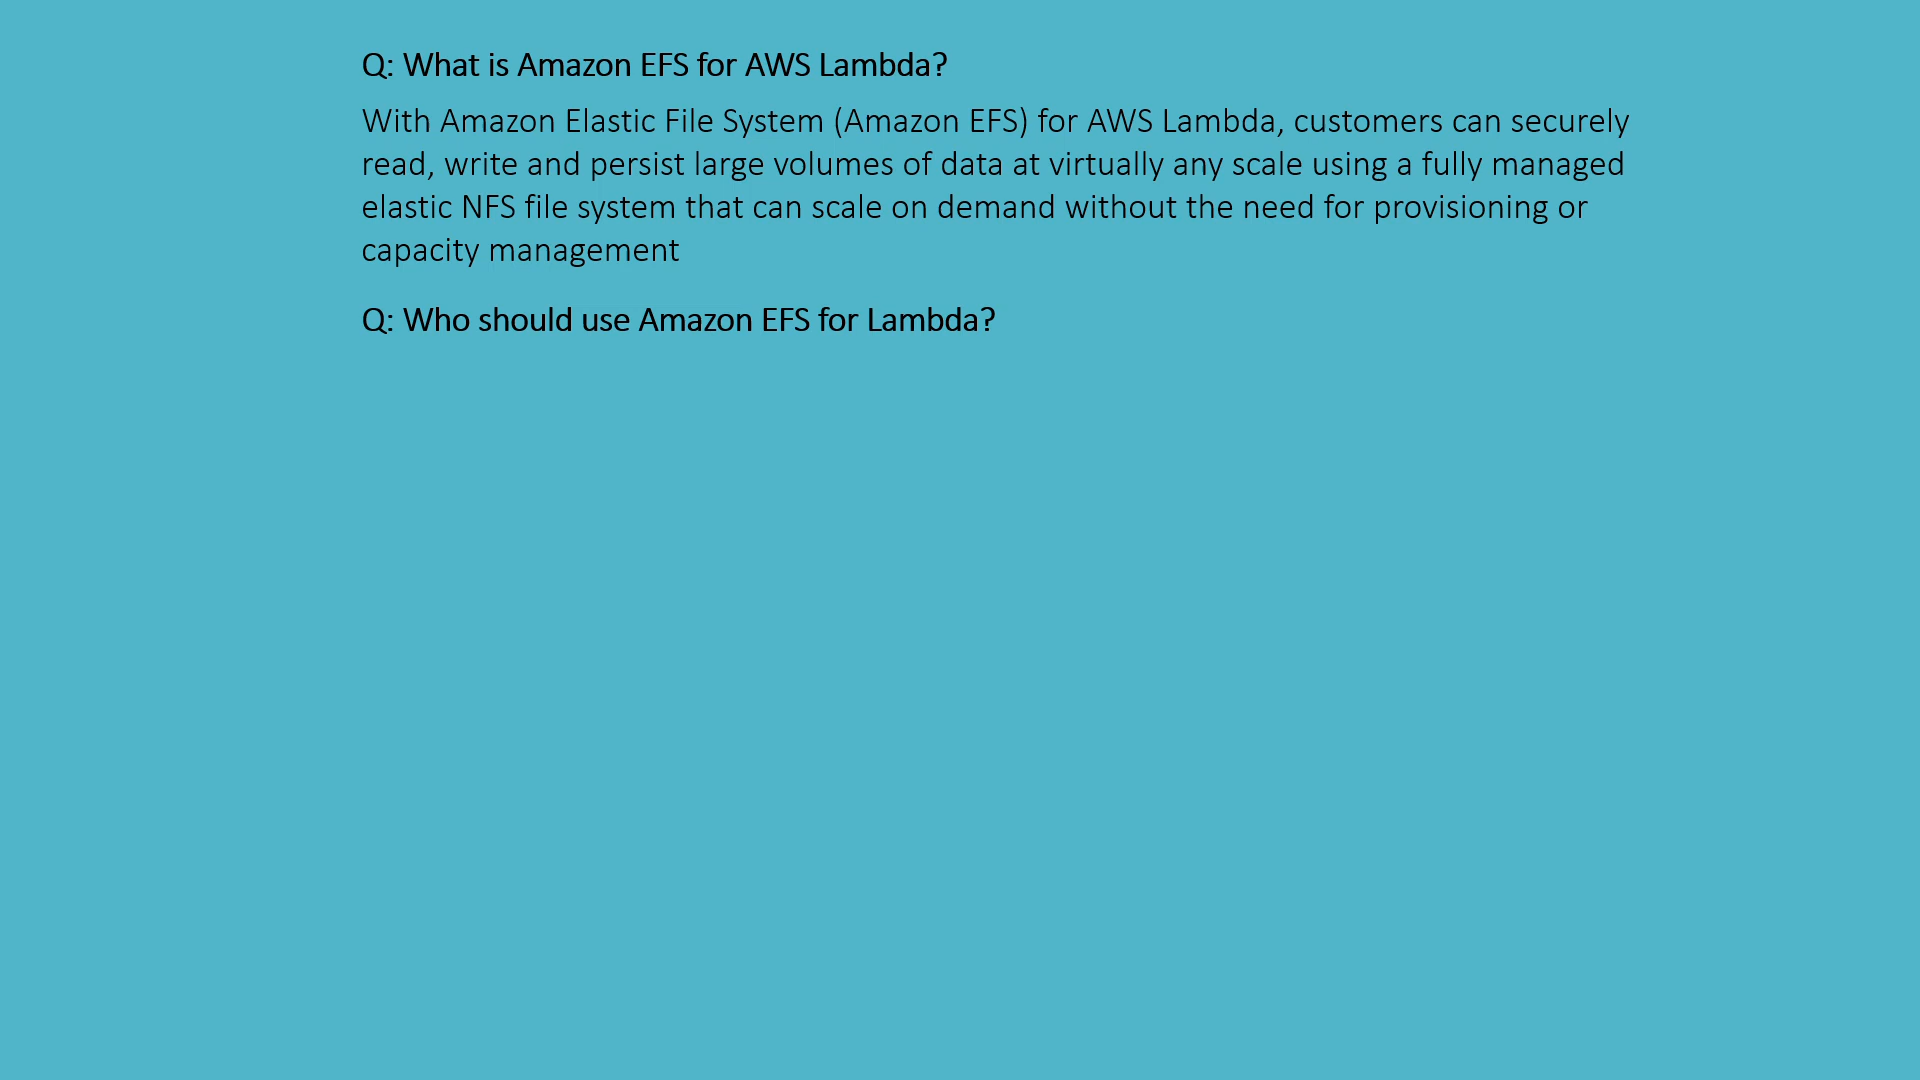 Q: What is Amazon EFS for AWS Lambda?
With Amazon Elastic File System (Amazon EFS) for AWS Lambda, customers can securely
read, write and persist large volumes of data at virtually any scale using a fully managed
elastic NFS file system that can scale on demand without the need for provisioning or
capacity management
Q: Who should use Amazon EFS for Lambda?